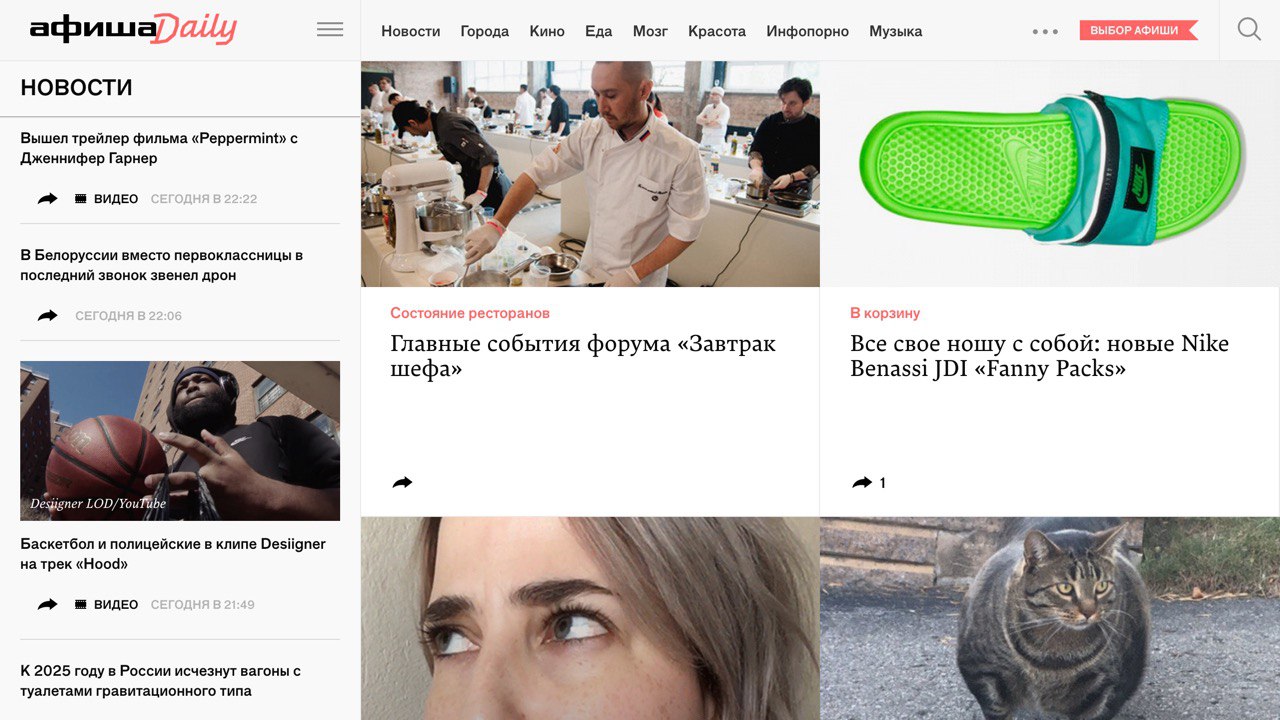 афиша Daily
Новости Города Кино Еда Мозг Красота Инфопорно Музыка
ВЫБОР АФИШИ
НОВОСТИ
Вышел трейлер фильма «Peppermint» с
Дженнифер Гарнер
ВИДЕО СЕГОДНЯ В 22:22
В Белоруссии вместо первоклассницы в
последний звонок звенел дрон
СЕГОДНЯ В 22:06
Desiigner LOD/YouTube
Баскетбол и полицейские в клипе Desiigner
на трек «Hood»
ВИДЕО СЕГОДНЯ В 21:49
К 2025 году в России исчезнут вагоны с
туалетами гравитационного типа
Состояние ресторанов
Главные события форума «Завтрак
шефа»
NIKE
В корзину
Все свое ношу с собой: новые Nike
Benassi JDI «Fanny Packs»
1